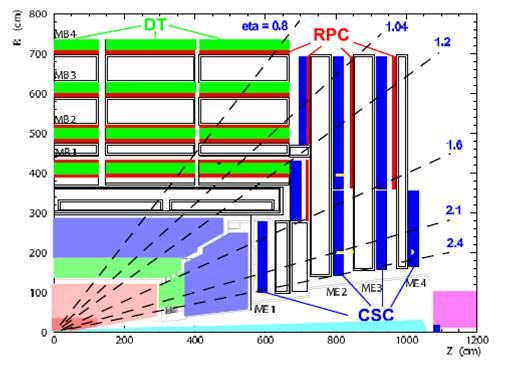 R (cm)
800
DT
eta = 0.8
RPC
1.04
1.2
MB4
700
MB3
600
500
MB2
MB1
400
1.6
300
2.1
200
2.4
100
ME1
ME2
ME3
ME4
CSC
0
0
200
400
600
800
1000
1200
Z (cm)